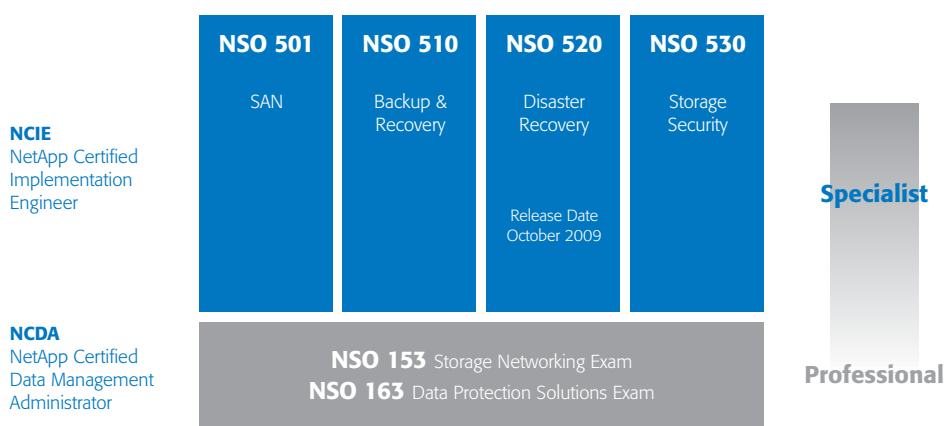 NSO 501
SAN
NSO 510
Backup &
Recovery
NSO 520
Disaster
Recovery
Release Date
October 2009
NSO 530
Storage
Security
NCIE
NetApp Certified
Implementation
Engineer
Specialist
NCDA
NetApp Certified
Data Management
Administrator
NSO 153 Storage Networking Exam
NSO 163 Data Protection Solutions Exam
Professional